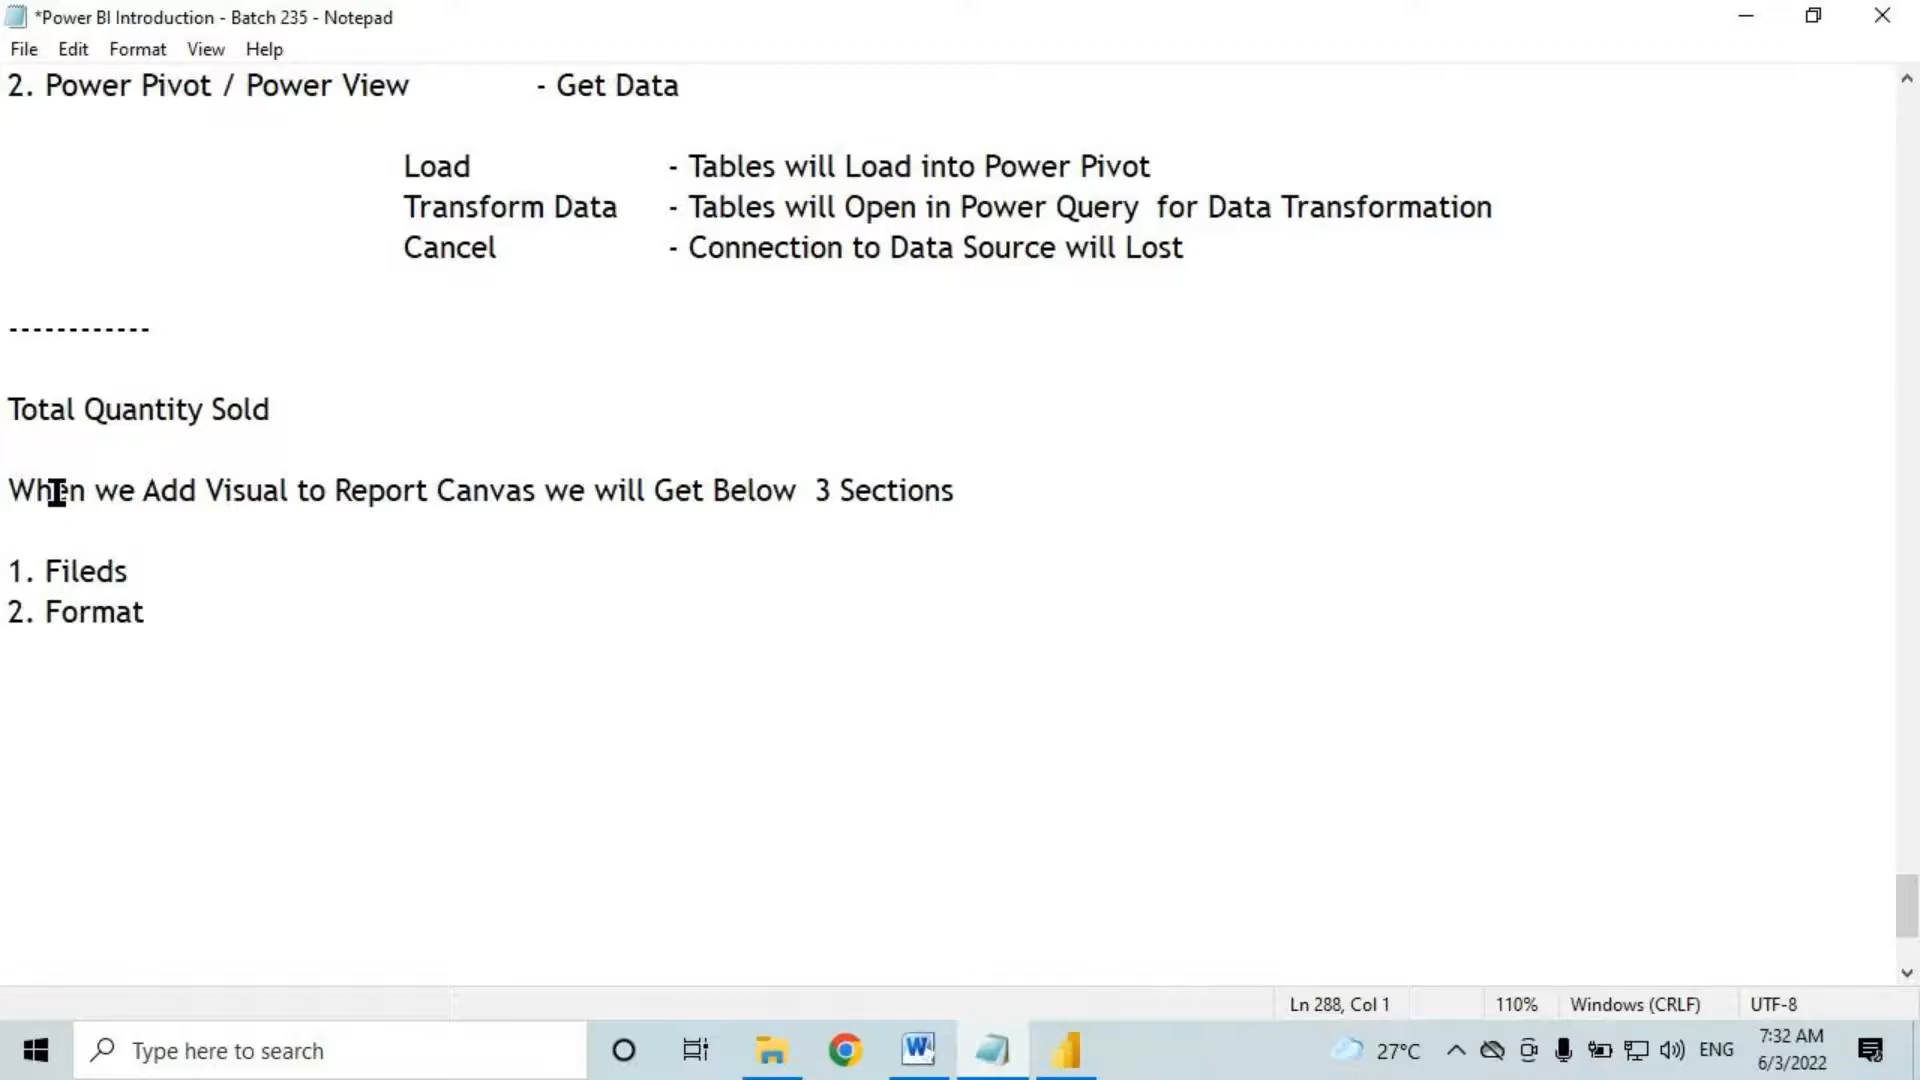 *Power BI Introduction - Batch 235 - Notepad
File Edit Format View Help
2. Power Pivot / Power View - Get Data
Load - Tables will Load into Power Pivot
Transform Data - Tables will Open in Power Query for Data Transformation
Cancel - Connection to Data Source will Lost
------------
Total Quantity Sold
When we Add Visual to Report Canvas we will Get Below 3 Sections
1. Fileds
2. Format
Ln 288, Col 1 110% Windows (CRLF) UTF-8
Type here to search
27°C
ENG
7:32 AM
6/3/2022